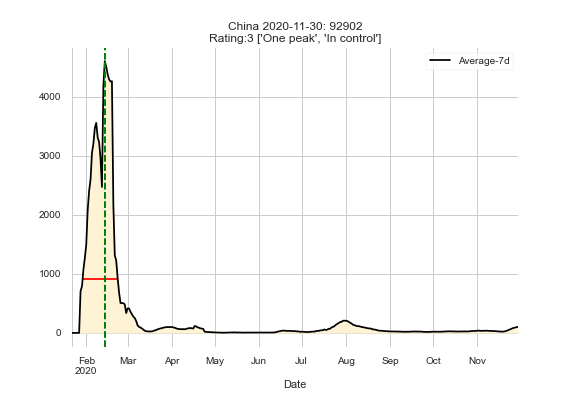 China 2020-11-30: 92902
Rating:3 ['One peak', 'In control']
Average-7d
4000
3000
2000
1000
0
Feb Mar Apr May Jun Jul Aug Sep Oct Nov
2020
Date